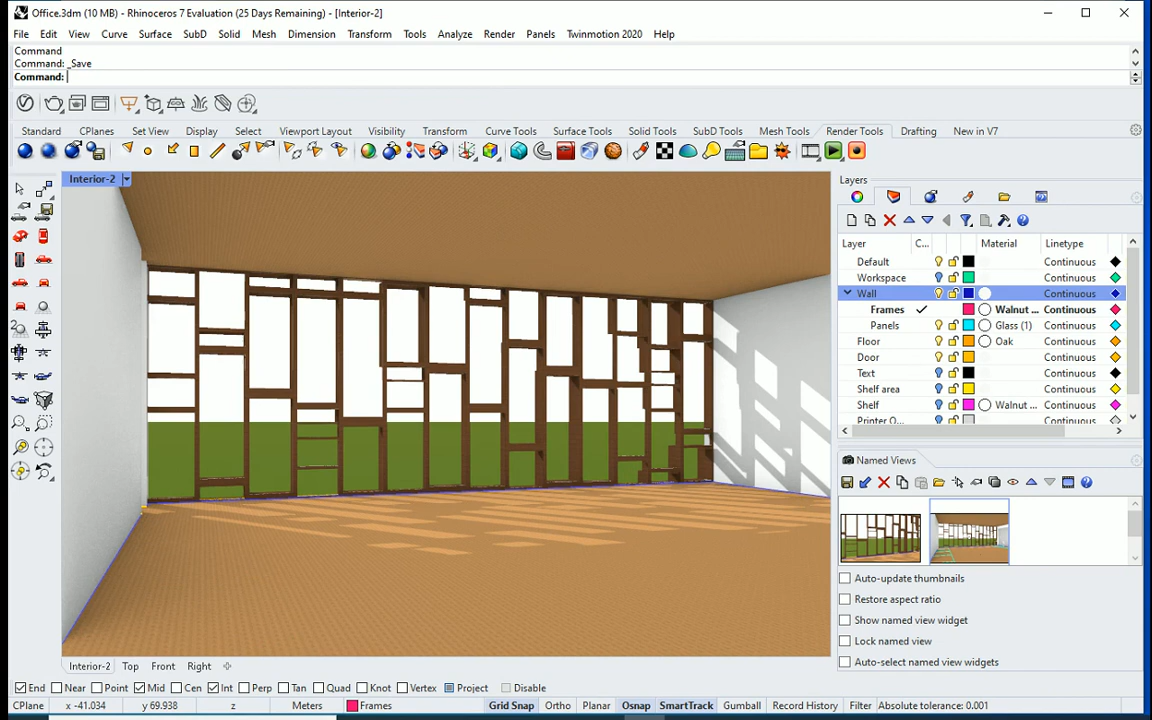 Office.3dm (10 MB) - Rhinoceros 7 Evaluation (25 Days Remaining) - [Interior-2]
File Edit View Curve Surface SubD Solid Mesh Dimension Transform Tools Analyze Render Panels Twinmotion 2020 Help
Command
Command: _Save
Command:
Standard CPlanes Set View Display Select Viewport Layout Visibility Transform Curve Tools Surface Tools Solid Tools SubD Tools Mesh Tools Render Tools Drafting New in V7
Interior-2
Layers
Layer C... Material Linetype
Default Continuous
Workspace Continuous
Wall Continuous
Frames Walnut ... Continuous
Panels Glass (1) Continuous
Floor Oak Continuous
Door Continuous
Text Continuous
Shelf area Continuous
Shelf Walnut ... Continuous
Printer O... Continuous
Named Views
Auto-update thumbnails
Restore aspect ratio
Show named view widget
Lock named view
Auto-select named view widgets
Interior-2 Top Front Right
End Near Point Mid Cen Int Perp Tan Quad Knot Vertex Project Disable
CPlane x -41.034 y 69.938 z Meters Frames Grid Snap Ortho Planar Osnap SmartTrack Gumball Record History Filter Absolute tolerance: 0.001